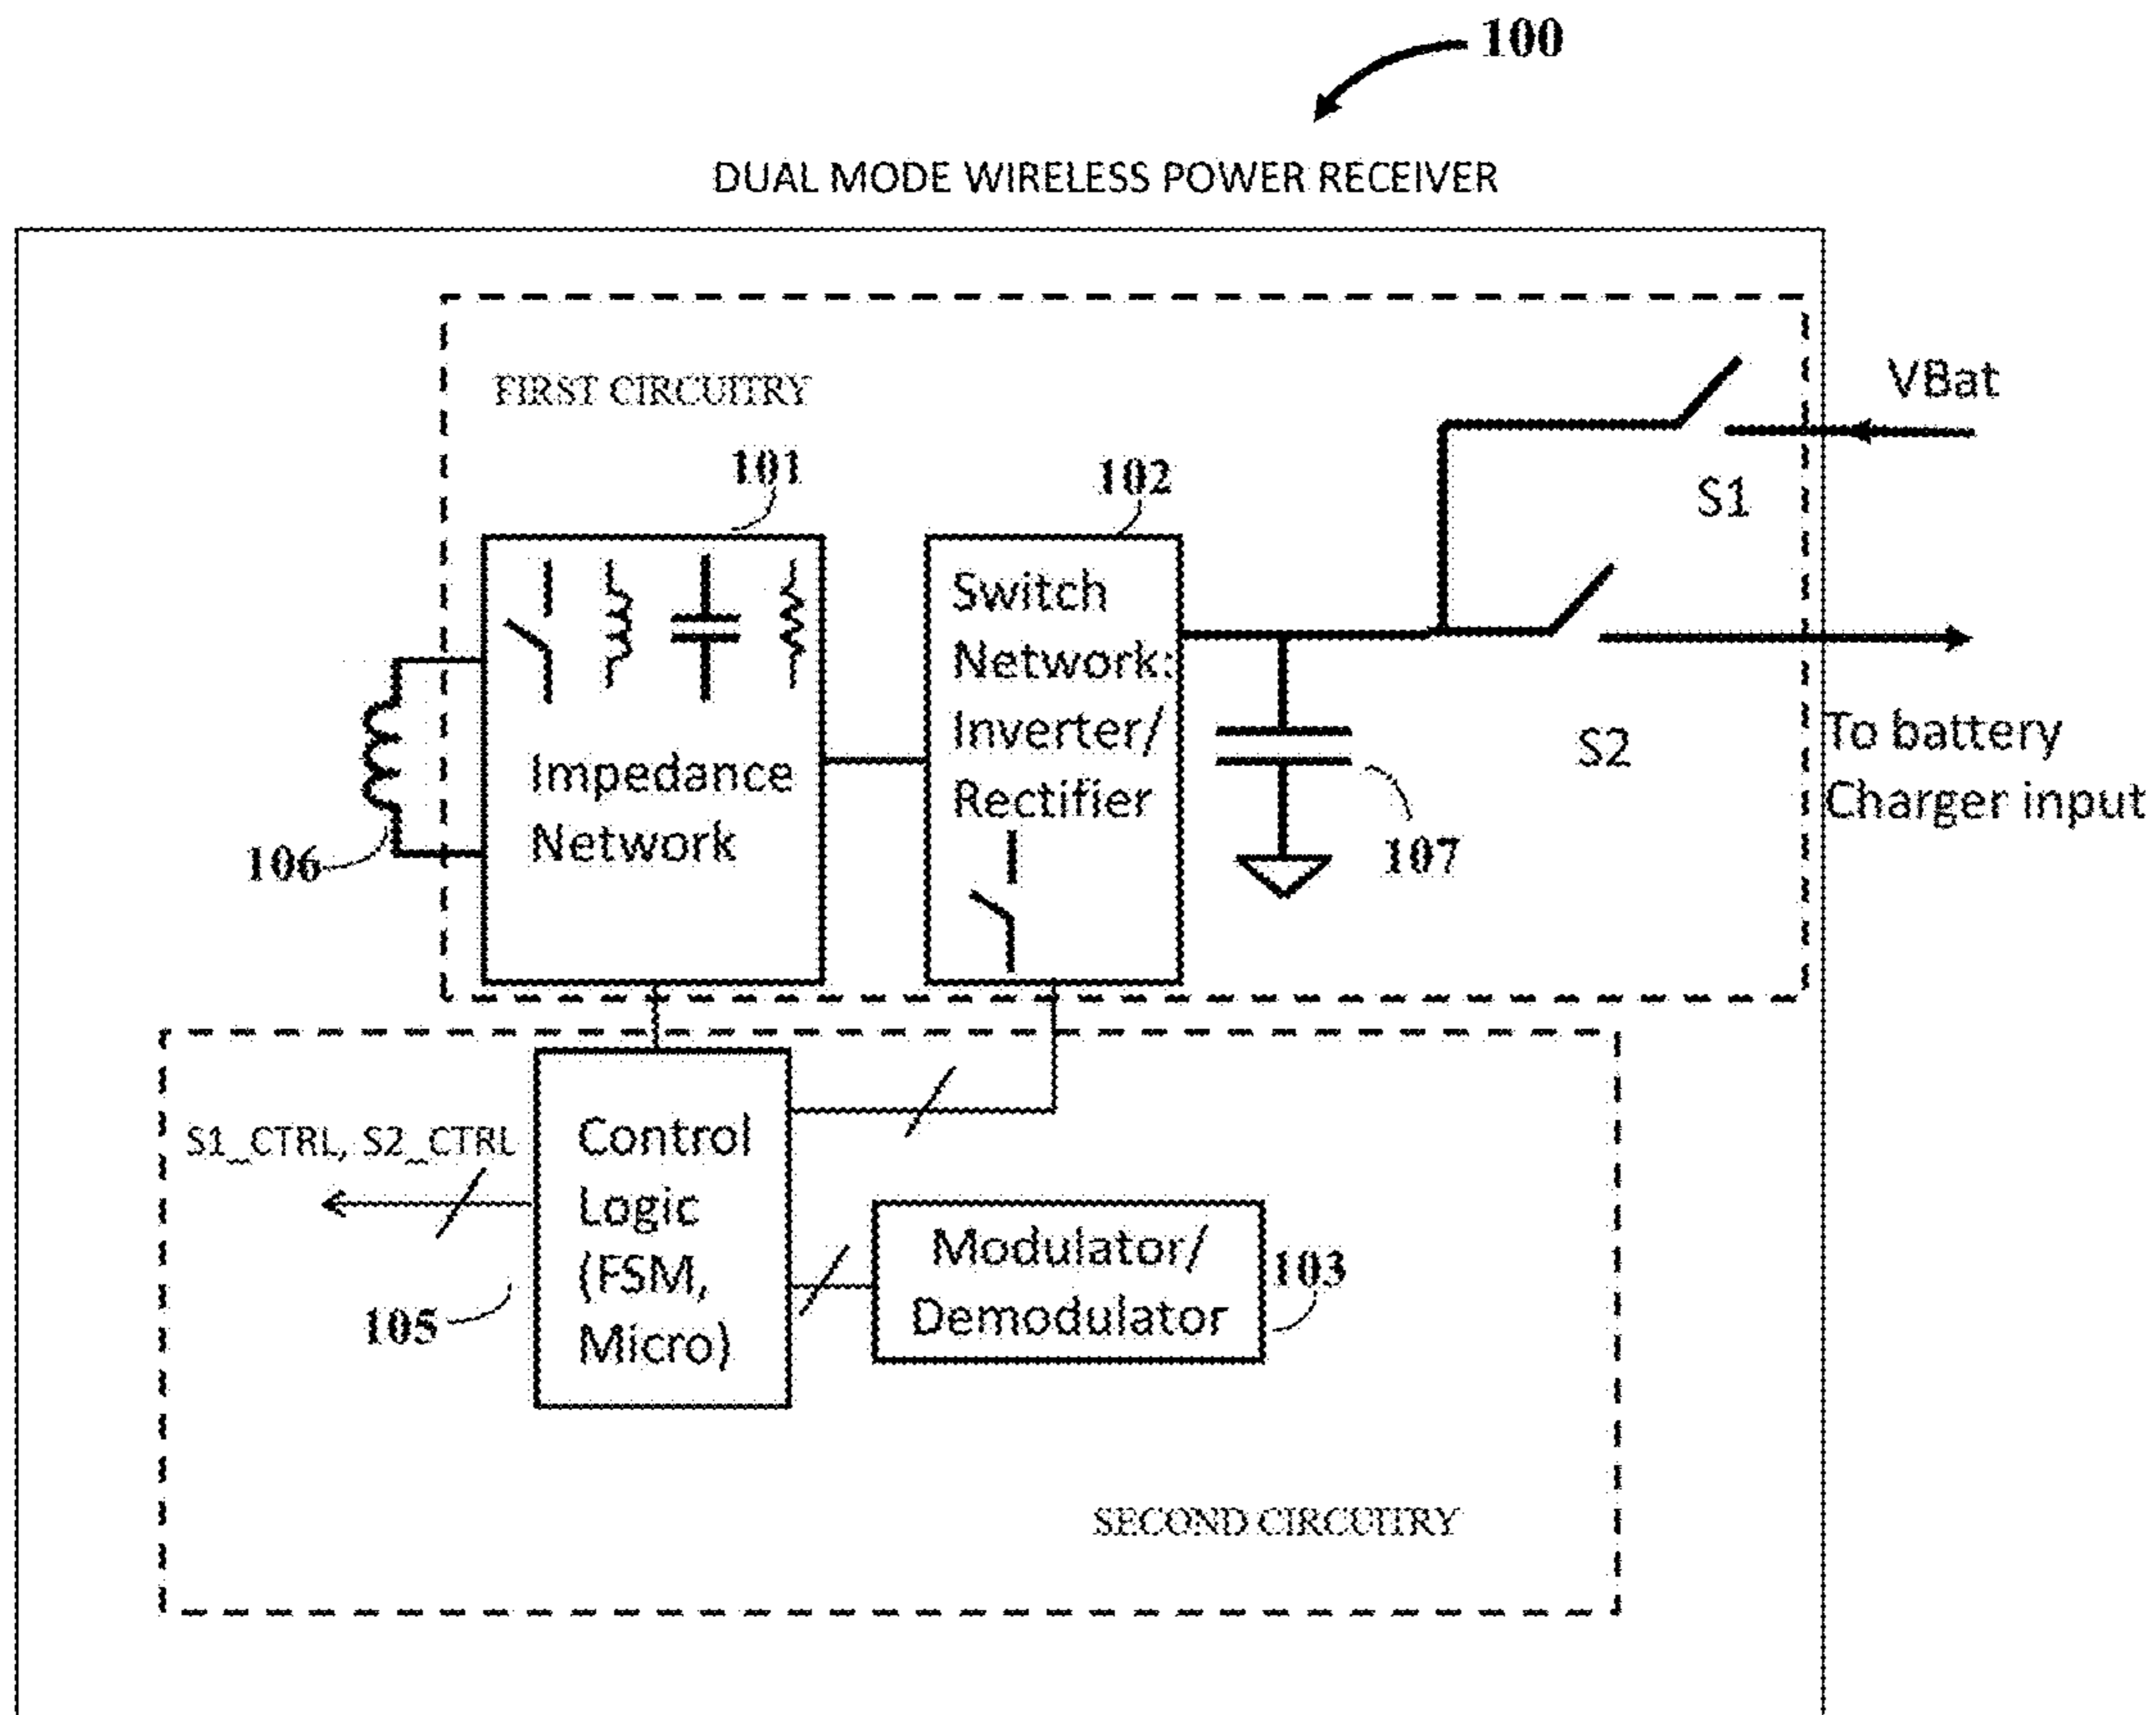 100
DUAL MODE WIRELESS POWER RECEIVER
FIRST CIRCUITRY
VBat
S1
101
102
Switch
Network:
Inverter/
Rectifier
Impedance
Network
S2
To battery
Charger input
106
107
S1_CTRL, S2_CTRL
Control
Logic
(FSM,
Micro)
105
Modulator/
Demodulator
103
SECOND CIRCUITRY